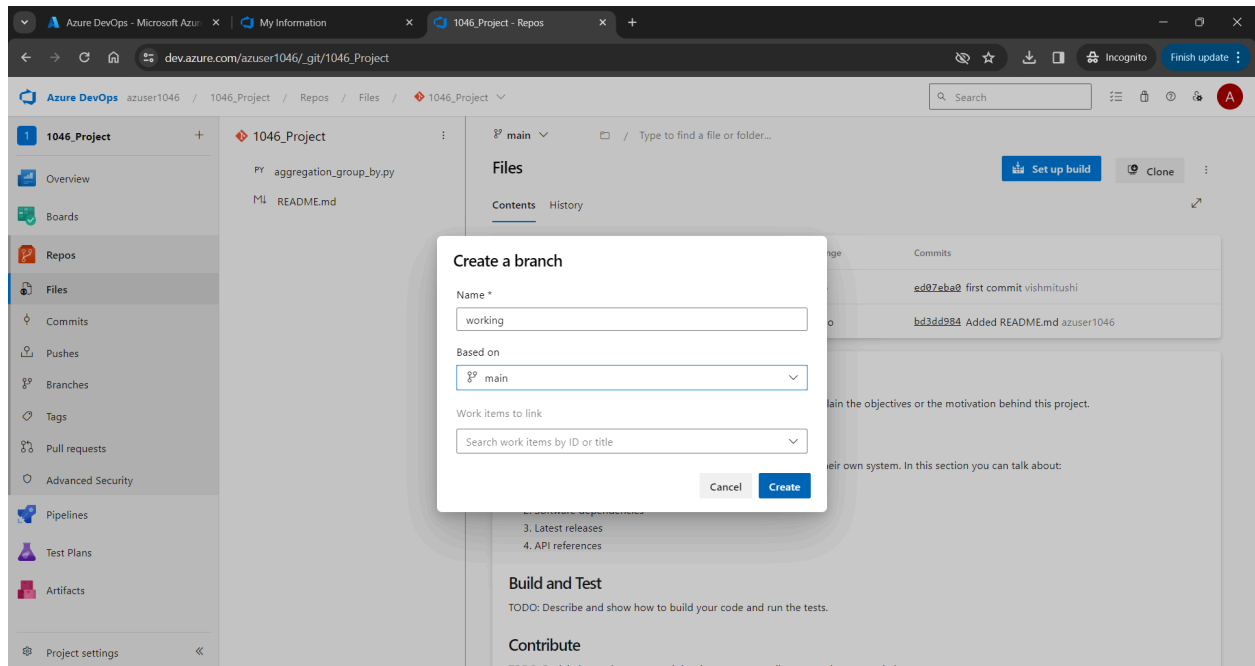 Azure DevOps - Microsoft Azur
My Information
1046_Project - Repos
dev.azure.com/azuser1046/_git/1046_Project
Incognito
Finish update
Azure DevOps azuser1046 / 1046_Project / Repos / Files / 1046_Project
Search
A
1 1046_Project
Overview
Boards
Repos
Files
Commits
Pushes
Branches
Tags
Pull requests
Advanced Security
Pipelines
Test Plans
Artifacts
Project settings
1046_Project
PY aggregation_group_by.py
M↓ README.md
main / Type to find a file or folder...
Files
Set up build
Clone
Contents History
Commits
ed07eba0 first commit vishmitushi
bd3dd984 Added README.md azuser1046
Create a branch
Name *
working
Based on
main
Work items to link
Search work items by ID or title
Cancel
Create
lain the objectives or the motivation behind this project.
eir own system. In this section you can talk about:
2. Software dependencies
3. Latest releases
4. API references
Build and Test
TODO: Describe and show how to build your code and run the tests.
Contribute